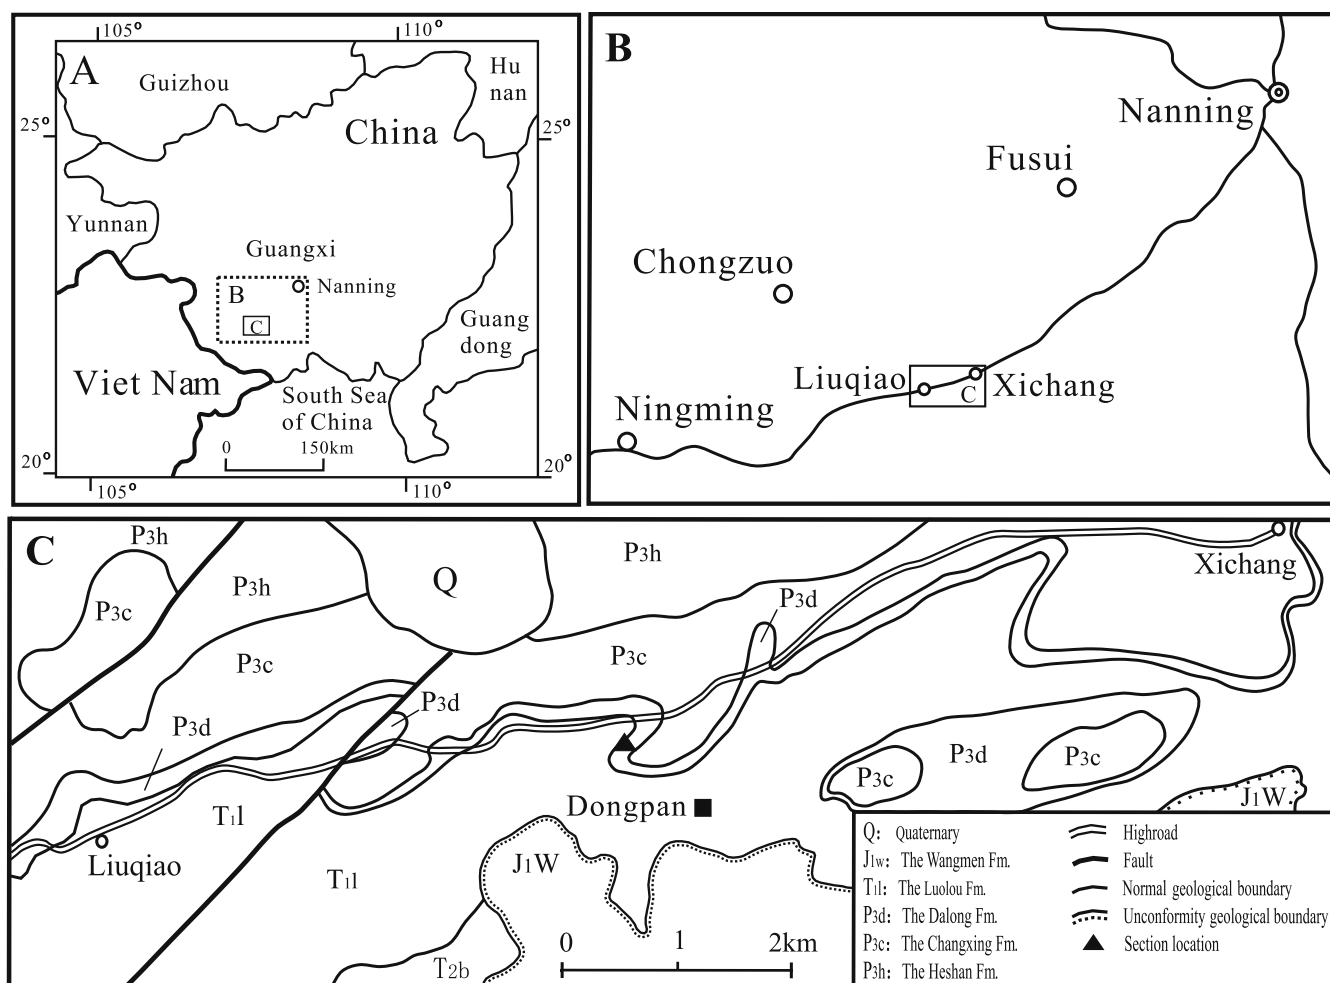 105°
110°
A
Guizhou
Hu
nan
China
25°
25°
Yunnan
Guangxi
B
Nanning
C
Guang
dong
Viet Nam
South Sea
of China
0
150km
20°
20°
105°
110°
B
Nanning
Fusui
Chongzuo
Liuqiao
Xichang
C
Ningming
C
P3h
P3h
P3c
Q
P3h
Xichang
P3d
P3c
P3c
P3d
P3d
P3d
P3c
P3c
J1W
T1l
Dongpan
Liuqiao
T1l
J1W
T2b
0
1
2km
Q: Quaternary
J1w: The Wangmen Fm.
T1l: The Luolou Fm.
P3d: The Dalong Fm.
P3c: The Changxing Fm.
P3h: The Heshan Fm.
Highroad
Fault
Normal geological boundary
Unconformity geological boundary
Section location